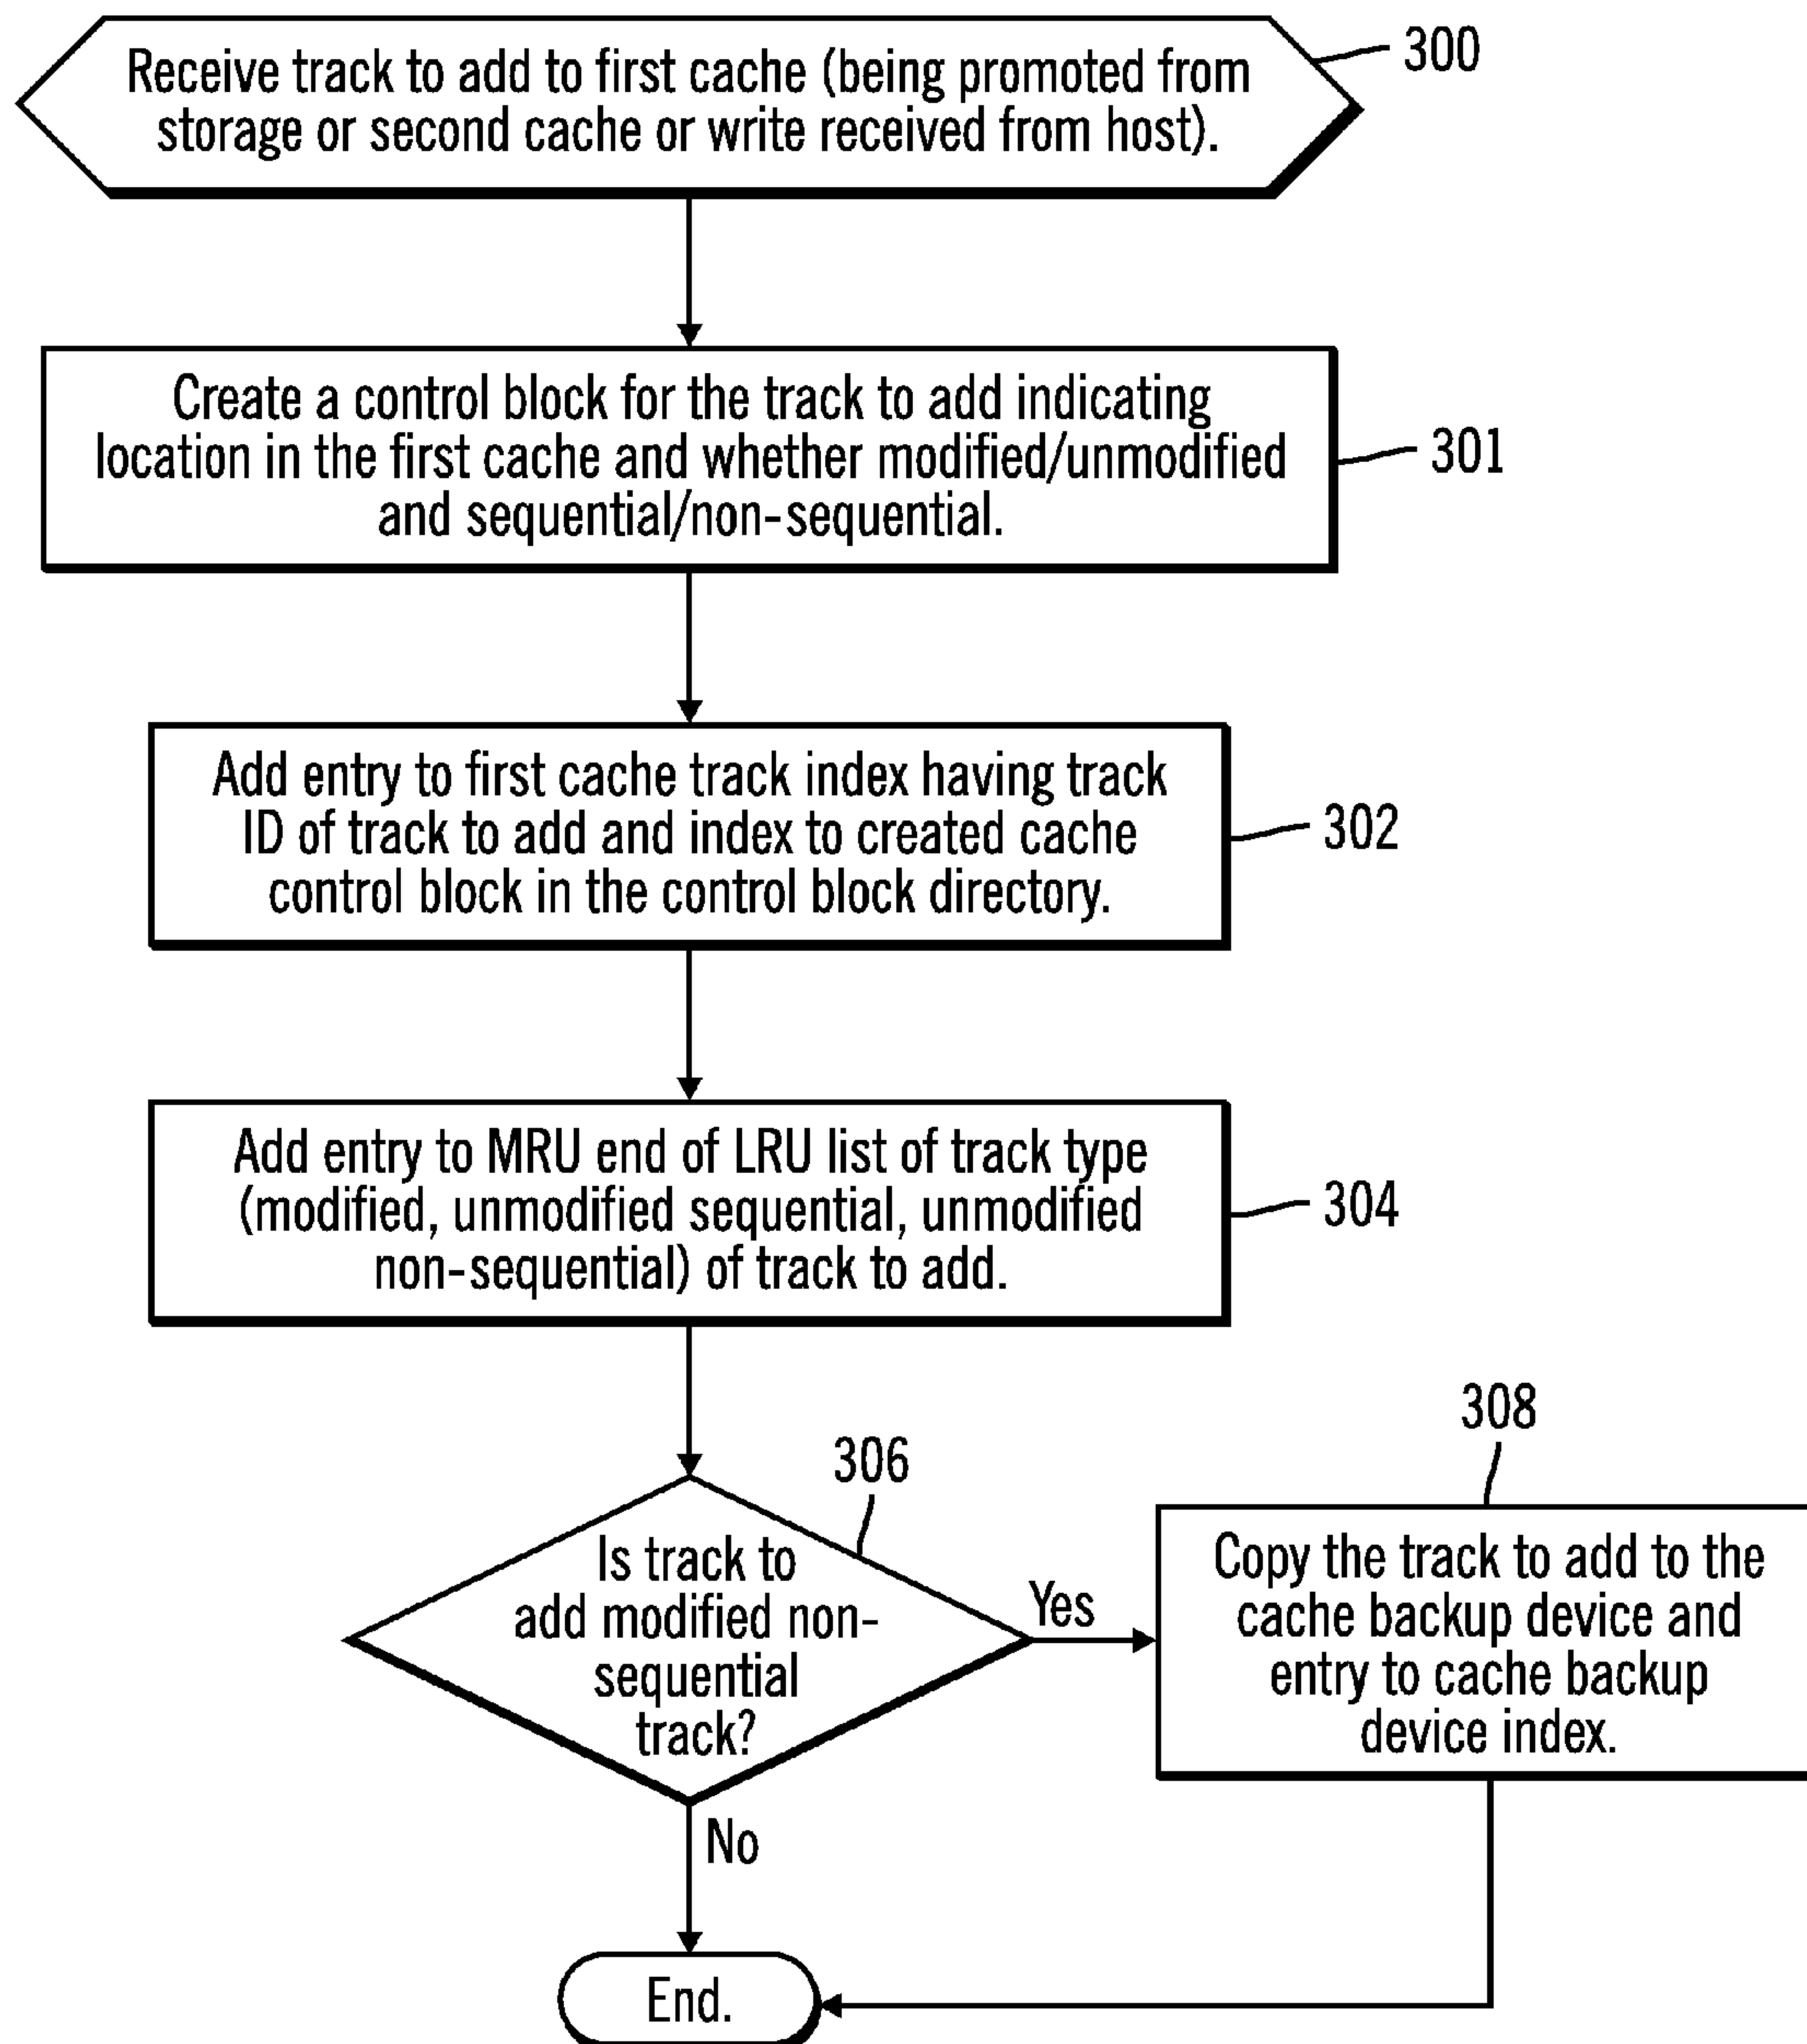 Receive track to add to first cache (being promoted from
storage or second cache or write received from host).
300
Create a control block for the track to add indicating
location in the first cache and whether modified/unmodified
and sequential/non-sequential.
301
Add entry to first cache track index having track
ID of track to add and index to created cache
control block in the control block directory.
302
Add entry to MRU end of LRU list of track type
(modified, unmodified sequential, unmodified
non-sequential) of track to add.
304
306
Is track to
add modified non-
sequential
track?
Yes
308
Copy the track to add to the
cache backup device and
entry to cache backup
device index.
No
End.